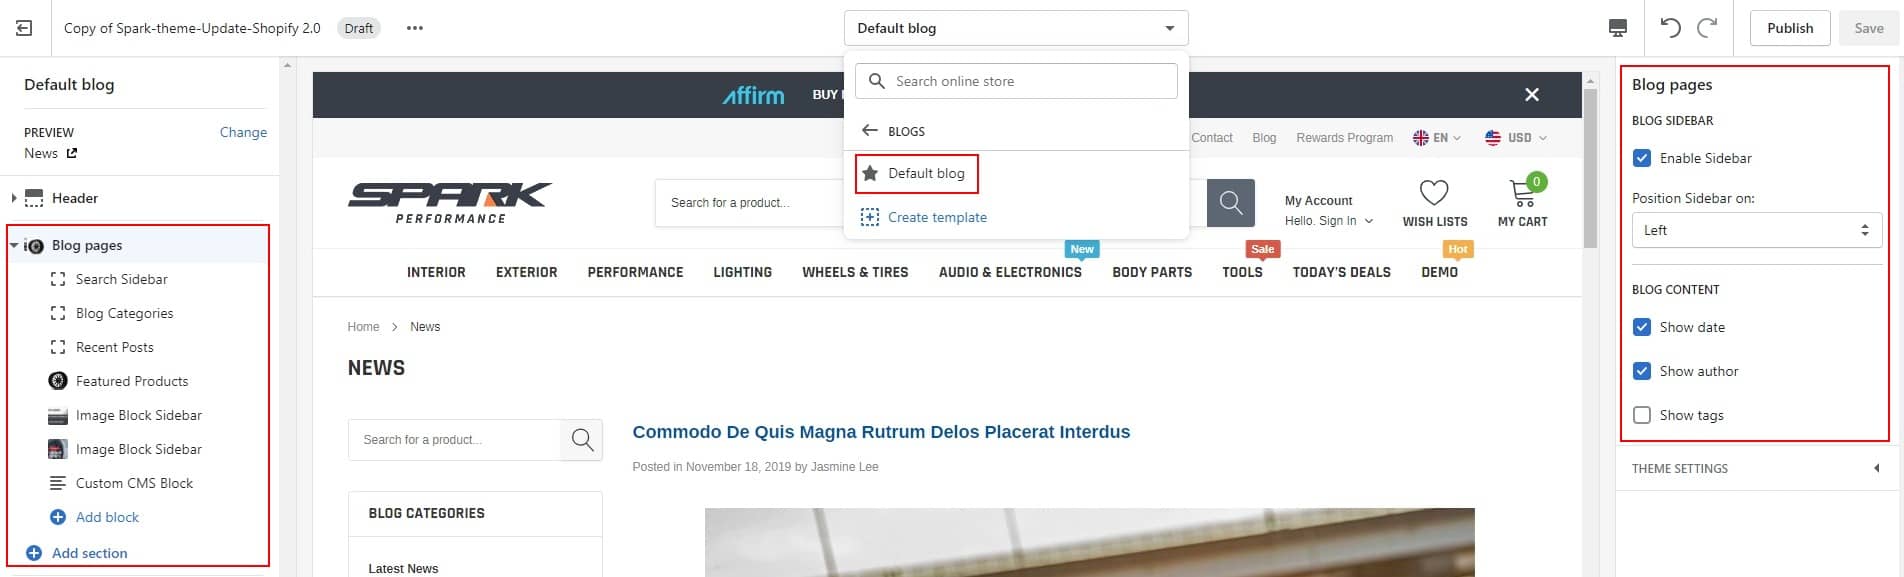 Copy of Spark-theme-Update-Shopify 2.0 Draft
Default blog
Publish
Save
Default blog
PREVIEW
Change
News
Header
Blog pages
Search Sidebar
Blog Categories
Recent Posts
Featured Products
Image Block Sidebar
Image Block Sidebar
Custom CMS Block
Add block
Add section
Search online store
BLOGS
Default blog
Create template
affirm BUY
Contact Blog Rewards Program EN USD
SPARK
PERFORMANCE
Search for a product...
My Account
Hello. Sign In
WISH LISTS
0
MY CART
New Sale Hot
INTERIOR EXTERIOR PERFORMANCE LIGHTING WHEELS & TIRES AUDIO & ELECTRONICS BODY PARTS TOOLS TODAY'S DEALS DEMO
Home > News
NEWS
Search for a product...
BLOG CATEGORIES
Latest News
Commodo De Quis Magna Rutrum Delos Placerat Interdus
Posted in November 18, 2019 by Jasmine Lee
Blog pages
BLOG SIDEBAR
Enable Sidebar
Position Sidebar on:
Left
BLOG CONTENT
Show date
Show author
Show tags
THEME SETTINGS